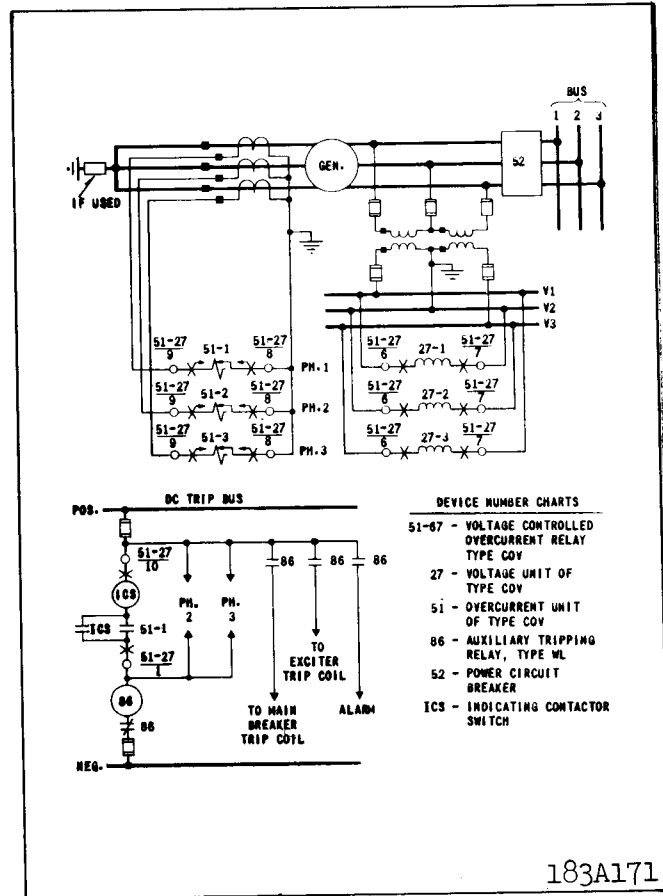 BUS
1 2 3
GEN.
52
IF USED
V1
V2
V3
51-27
9
51-1
51-27
8
PH.1
51-27
6
27-1
51-27
7
51-27
9
51-2
51-27
8
PH.2
51-27
6
27-2
51-27
7
51-27
9
51-3
51-27
8
PH.3
51-27
6
27-3
51-27
7
DC TRIP BUS
POS.
51-27
10
ICS
ICS
51-1
51-27
1
86
86
NEG.
PH.
2
PH.
3
86
86
86
TO
EXCITER
TRIP COIL
TO MAIN
BREAKER
TRIP COIL
ALARM
DEVICE NUMBER CHARTS
51-67 - VOLTAGE CONTROLLED
OVERCURRENT RELAY
TYPE COV
27 - VOLTAGE UNIT OF
TYPE COV
51 - OVERCURRENT UNIT
OF TYPE COV
86 - AUXILIARY TRIPPING
RELAY, TYPE WL
52 - POWER CIRCUIT
BREAKER
ICS - INDICATING CONTACTOR
SWITCH
183A171